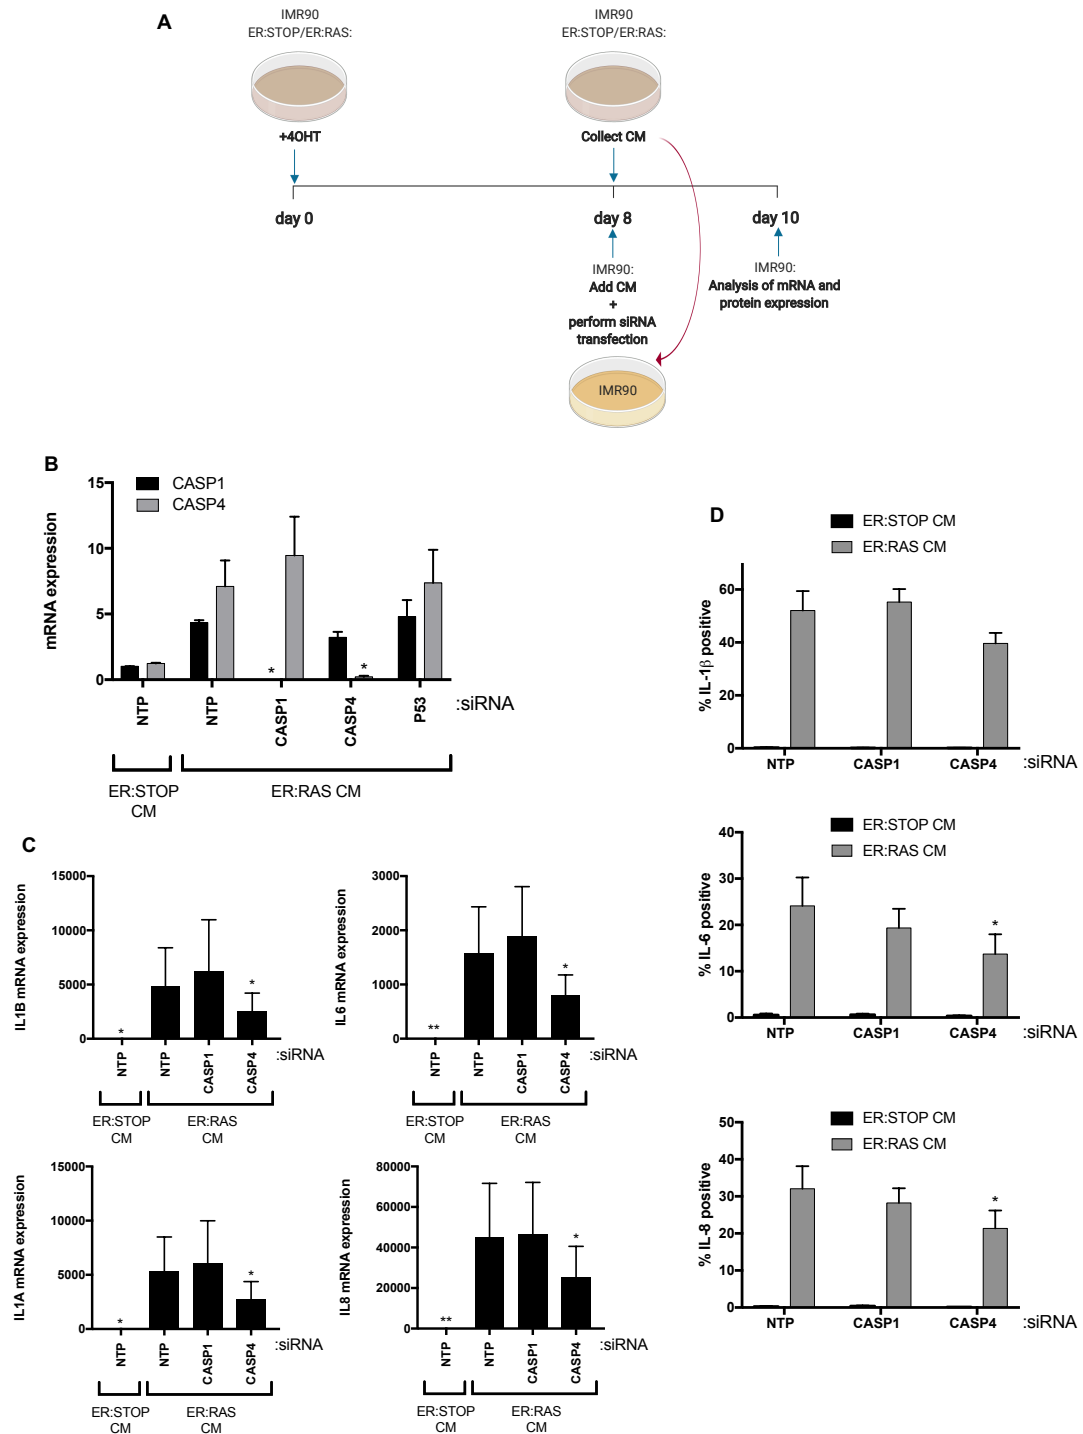 A
IMR90
ER:STOP/ER:RAS:
+4OHT
IMR90
ER:STOP/ER:RAS:
Collect CM
day 0
day 8
day 10
IMR90:
Add CM
+
perform siRNA
transfection
IMR90
IMR90:
Analysis of mRNA and
protein expression
B
CASP1
CASP4
mRNA expression
15
10
5
0
*
*
NTP
NTP
CASP1
CASP4
P53
:siRNA
ER:STOP
CM
ER:RAS CM
C
IL1B mRNA expression
15000
10000
5000
0
*
*
NTP
NTP
CASP1
CASP4
:siRNA
ER:STOP
CM
ER:RAS
CM
IL6 mRNA expression
3000
2000
1000
0
**
*
NTP
NTP
CASP1
CASP4
:siRNA
ER:STOP
CM
ER:RAS
CM
IL1A mRNA expression
15000
10000
5000
0
*
*
NTP
NTP
CASP1
CASP4
:siRNA
ER:STOP
CM
ER:RAS
CM
IL8 mRNA expression
80000
60000
40000
20000
0
**
*
NTP
NTP
CASP1
CASP4
:siRNA
ER:STOP
CM
ER:RAS
CM
D
ER:STOP CM
ER:RAS CM
% IL-1β positive
60
40
20
0
NTP
CASP1
CASP4
:siRNA
ER:STOP CM
ER:RAS CM
% IL-6 positive
40
30
20
10
0
*
NTP
CASP1
CASP4
:siRNA
ER:STOP CM
ER:RAS CM
% IL-8 positive
50
40
30
20
10
0
*
NTP
CASP1
CASP4
:siRNA